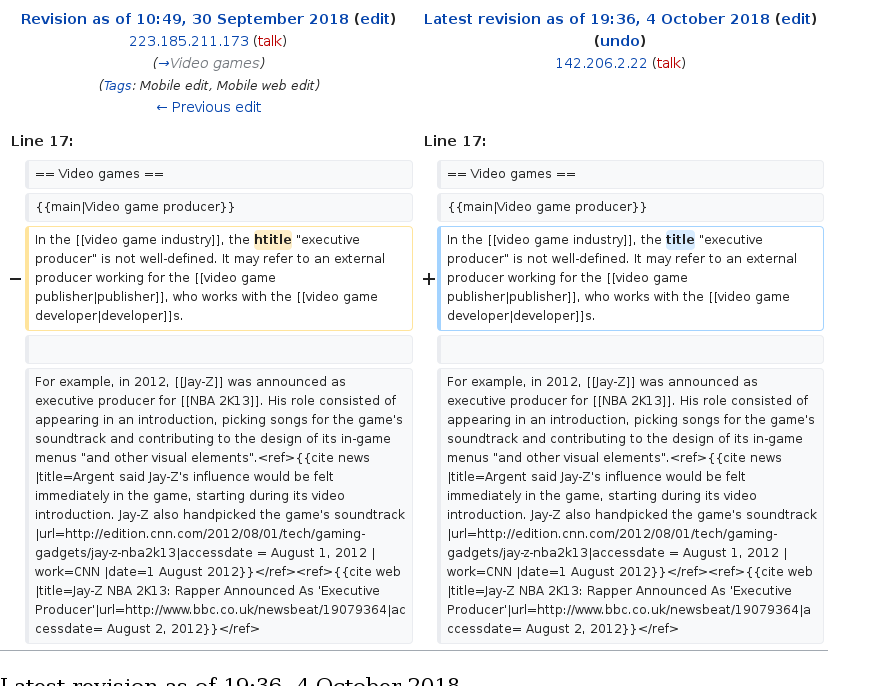 Revision as of 10:49, 30 September 2018 (edit)
223.185.211.173 (talk)
(→Video games)
(Tags: Mobile edit, Mobile web edit)
← Previous edit
Latest revision as of 19:36, 4 October 2018 (edit)
(undo)
142.206.2.22 (talk)
Line 17:
Line 17:
== Video games ==
== Video games ==
{{main|Video game producer}}
{{main|Video game producer}}
−
In the [[video game industry]], the htitle "executive
producer" is not well-defined. It may refer to an external
producer working for the [[video game
publisher|publisher]], who works with the [[video game
developer|developer]]s.
+
In the [[video game industry]], the title "executive
producer" is not well-defined. It may refer to an external
producer working for the [[video game
publisher|publisher]], who works with the [[video game
developer|developer]]s.
For example, in 2012, [[Jay-Z]] was announced as
executive producer for [[NBA 2K13]]. His role consisted of
appearing in an introduction, picking songs for the game's
soundtrack and contributing to the design of its in-game
menus "and other visual elements".<ref>{{cite news
|title=Argent said Jay-Z's influence would be felt
immediately in the game, starting during its video
introduction. Jay-Z also handpicked the game's soundtrack
|url=http://edition.cnn.com/2012/08/01/tech/gaming-
gadgets/jay-z-nba2k13|accessdate = August 1, 2012 |
work=CNN |date=1 August 2012}}</ref><ref>{{cite web
|title=Jay-Z NBA 2K13: Rapper Announced As 'Executive
Producer'|url=http://www.bbc.co.uk/newsbeat/19079364|ac
cessdate= August 2, 2012}}</ref>
For example, in 2012, [[Jay-Z]] was announced as
executive producer for [[NBA 2K13]]. His role consisted of
appearing in an introduction, picking songs for the game's
soundtrack and contributing to the design of its in-game
menus "and other visual elements".<ref>{{cite news
|title=Argent said Jay-Z's influence would be felt
immediately in the game, starting during its video
introduction. Jay-Z also handpicked the game's soundtrack
|url=http://edition.cnn.com/2012/08/01/tech/gaming-
gadgets/jay-z-nba2k13|accessdate = August 1, 2012 |
work=CNN |date=1 August 2012}}</ref><ref>{{cite web
|title=Jay-Z NBA 2K13: Rapper Announced As 'Executive
Producer'|url=http://www.bbc.co.uk/newsbeat/19079364|a
ccessdate= August 2, 2012}}</ref>
Latest revision as of 19:36, 4 October 2018